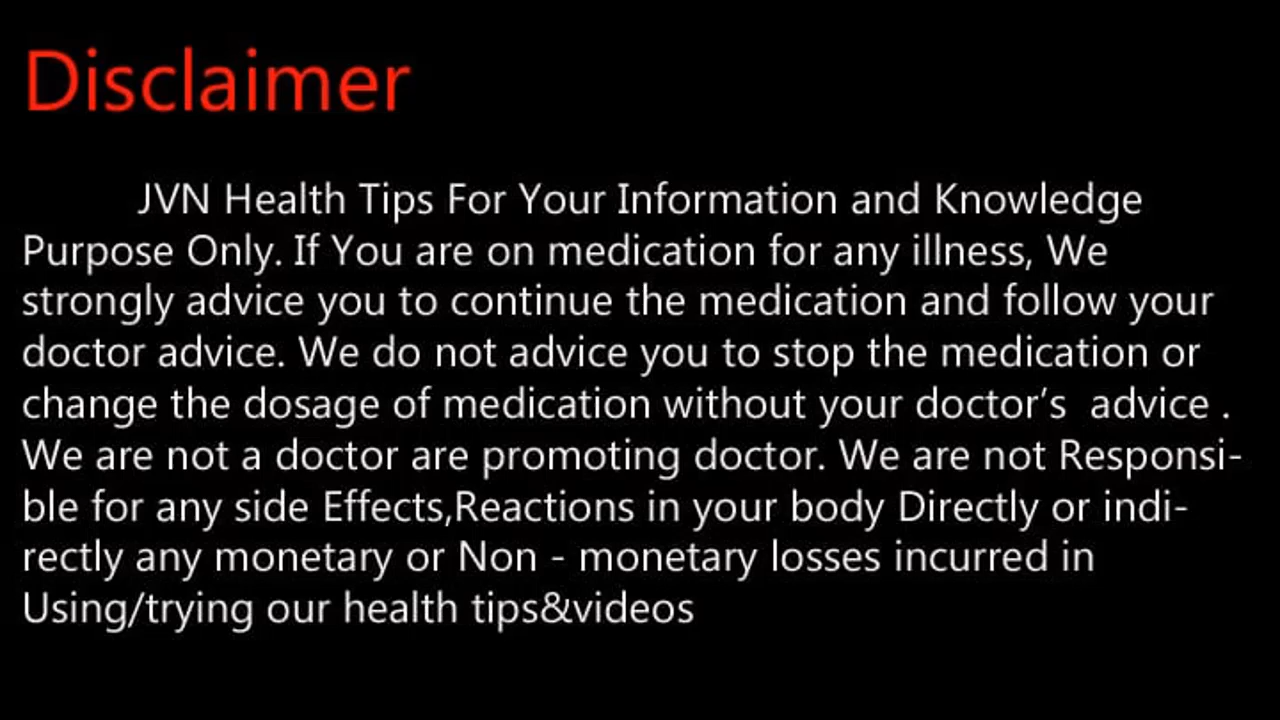 Disclaimer
JVN Health Tips For Your Information and Knowledge
Purpose Only. If You are on medication for any illness, We
strongly advice you to continue the medication and follow your
doctor advice. We do not advice you to stop the medication or
change the dosage of medication without your doctor’s  advice .
We are not a doctor are promoting doctor. We are not Responsi-
ble for any side Effects,Reactions in your body Directly or indi-
rectly any monetary or Non - monetary losses incurred in
Using/trying our health tips&videos